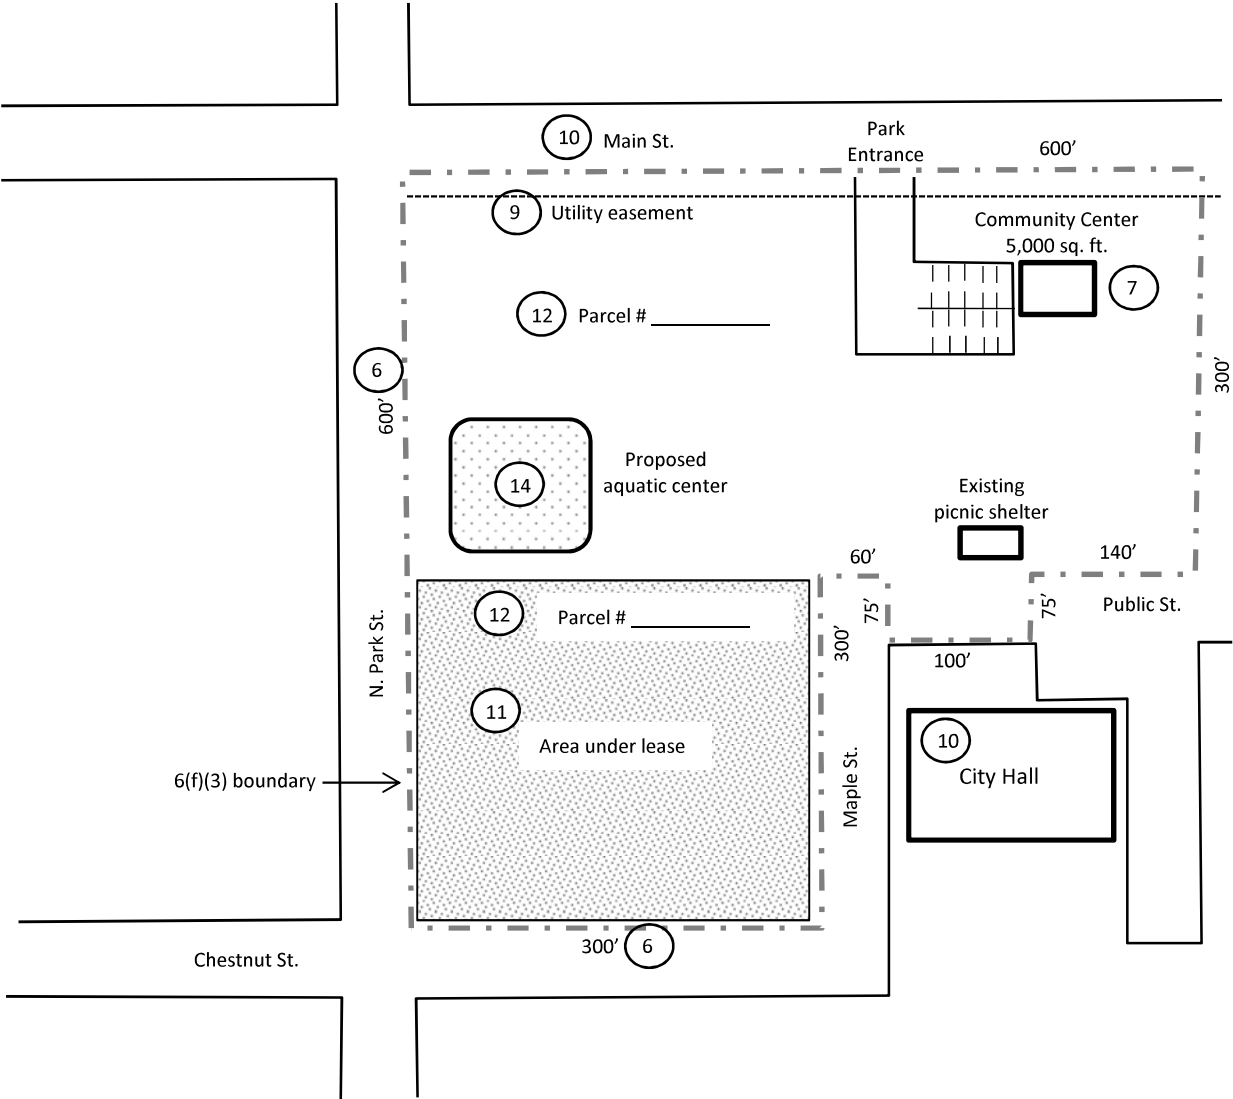 10 Main St.
Park
Entrance
600’
9 Utility easement
Community Center
5,000 sq. ft.
7
12 Parcel # ____________
6
600’
300’
14
Proposed
aquatic center
Existing
picnic shelter
60’
140’
75’
75’
Public St.
12 Parcel # ____________
300’
N. Park St.
100’
11
Area under lease
10
City Hall
Maple St.
6(f)(3) boundary
300’ 6
Chestnut St.